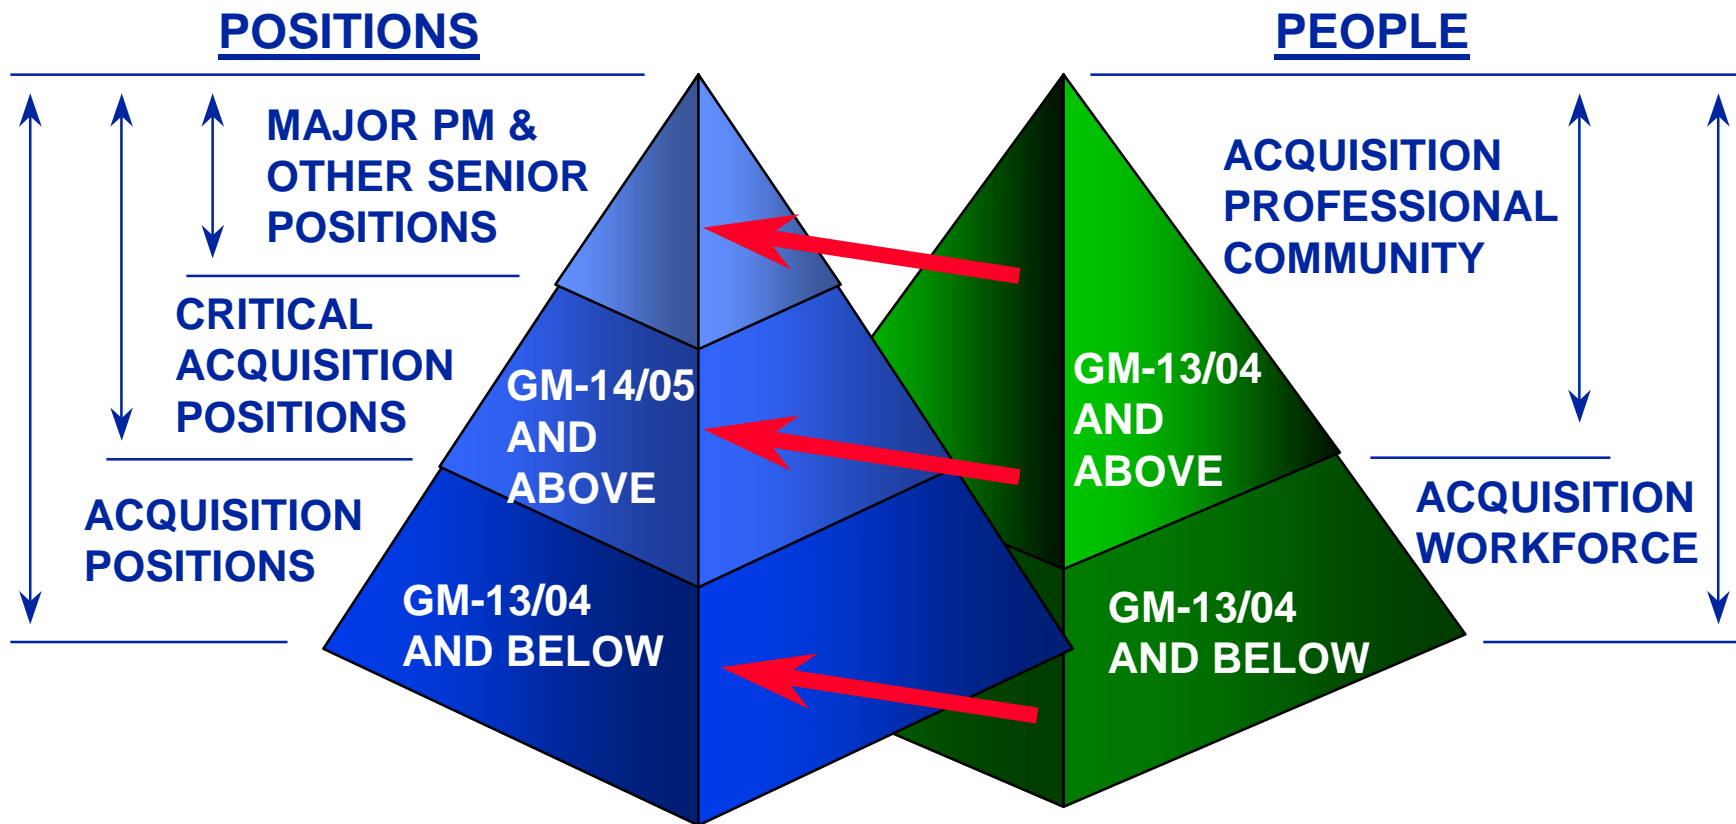 POSITIONS
PEOPLE
MAJOR PM &
OTHER SENIOR
POSITIONS
CRITICAL
ACQUISITION
POSITIONS
ACQUISITION
POSITIONS
GM-14/05
AND
ABOVE
GM-13/04
AND BELOW
GM-13/04
AND
ABOVE
GM-13/04
AND BELOW
ACQUISITION
PROFESSIONAL
COMMUNITY
ACQUISITION
WORKFORCE